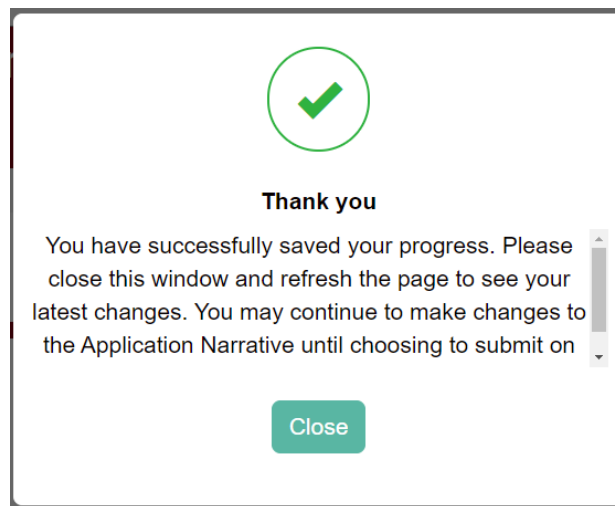 Thank you
You have successfully saved your progress. Please
close this window and refresh the page to see your
latest changes. You may continue to make changes to
the Application Narrative until choosing to submit on
Close